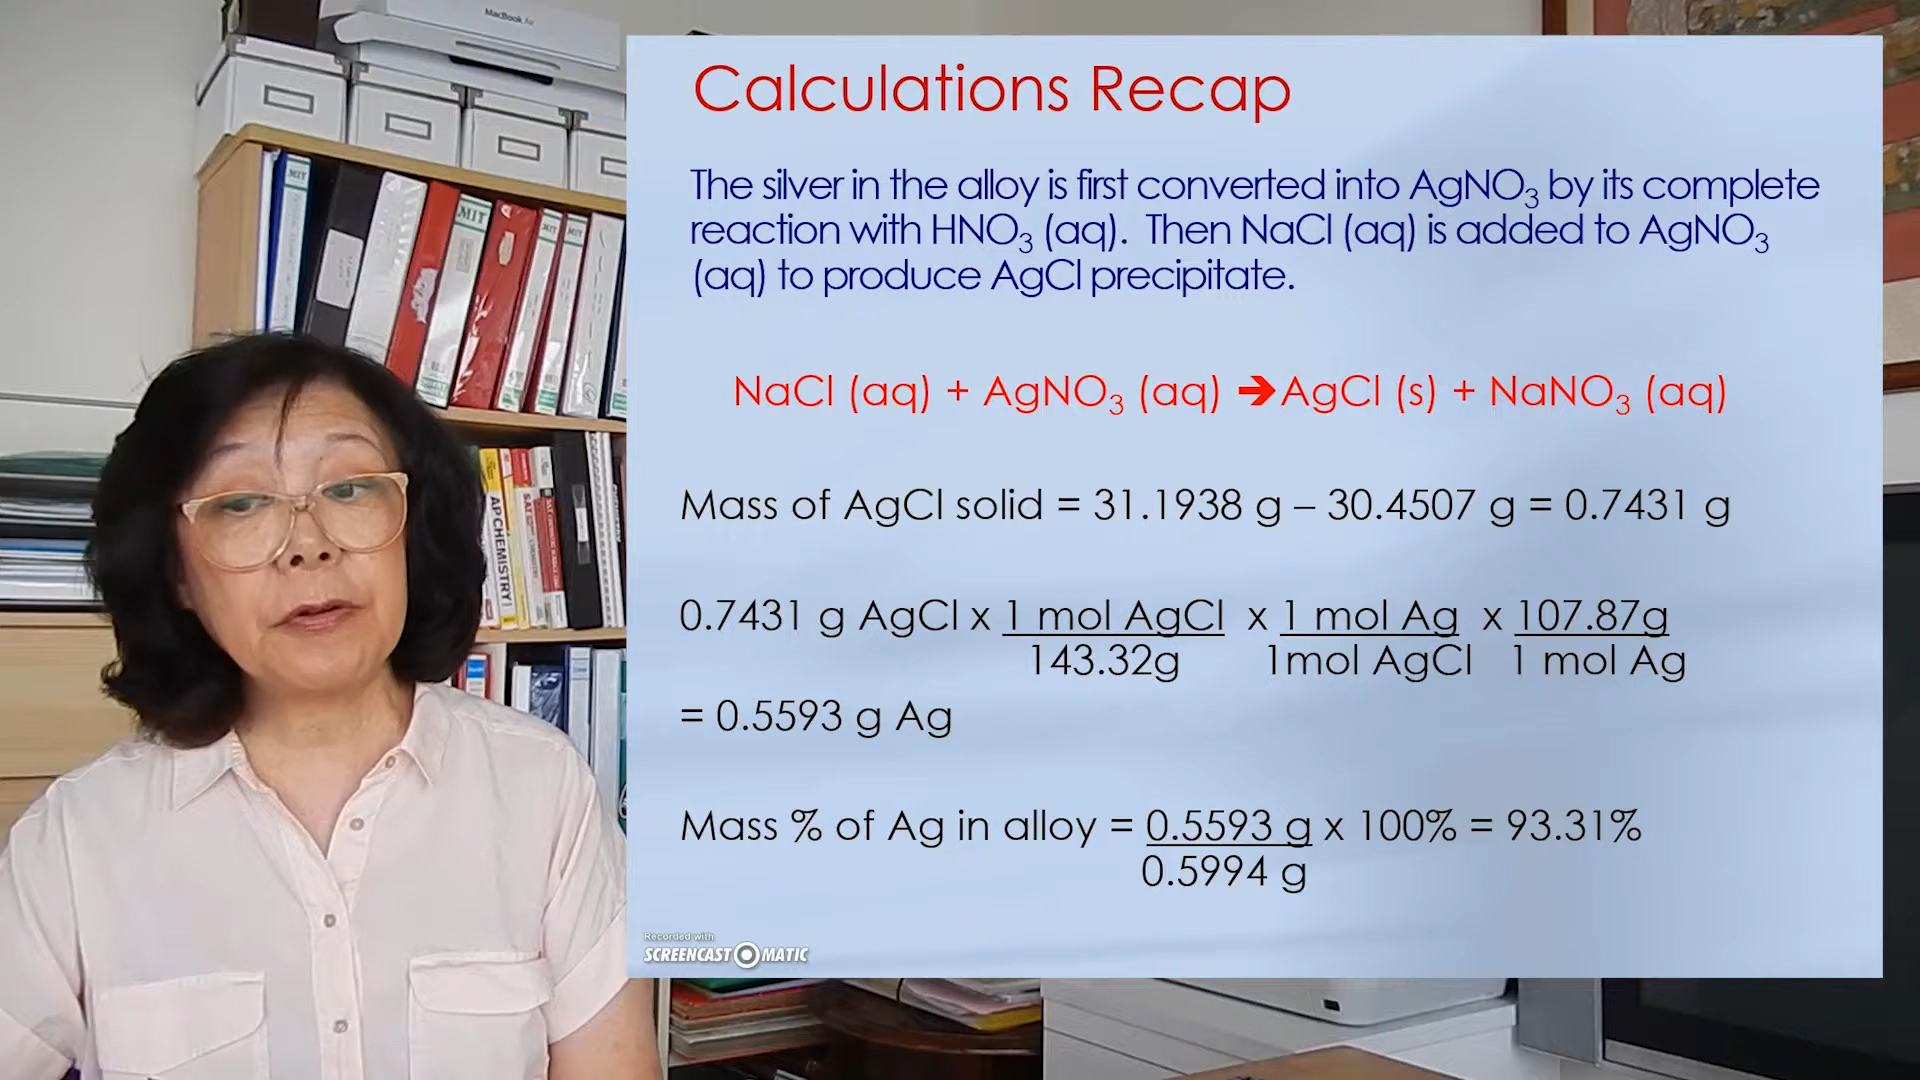 MacBook Air
Calculations Recap
The silver in the alloy is first converted into AgNO₃ by its complete
reaction with HNO₃ (aq). Then NaCl (aq) is added to AgNO₃
(aq) to produce AgCl precipitate.
NaCl (aq) + AgNO₃ (aq) 🡺AgCl (s) + NaNO₃ (aq)
Mass of AgCl solid = 31.1938 g – 30.4507 g = 0.7431 g
0.7431 g AgCl x 1 mol AgCl x 1 mol Ag x 107.87g
143.32g 1mol AgCl 1 mol Ag
= 0.5593 g Ag
Mass % of Ag in alloy = 0.5593 g x 100% = 93.31%
0.5994 g
Recorded with
SCREENCAST MATIC
MIT
MIT
MIT
MIT
AP CHEMISTRY
SAT